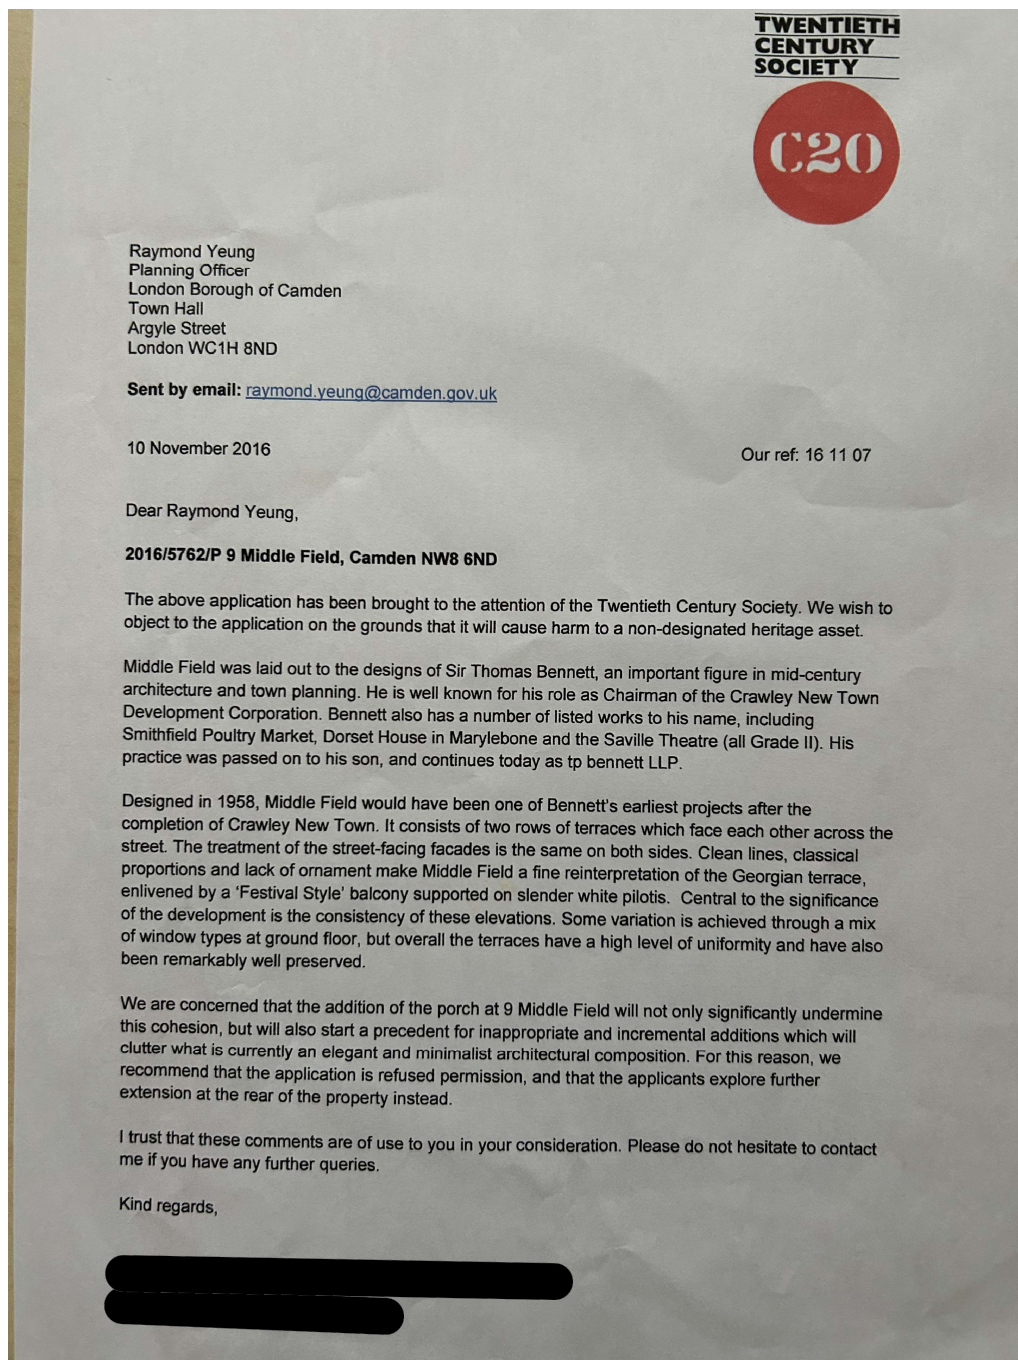 TWENTIETH
CENTURY
SOCIETY
C20
Raymond Yeung
Planning Officer
London Borough of Camden
Town Hall
Argyle Street
London WC1H 8ND
Sent by email: raymond.yeung@camden.gov.uk
10 November 2016
Our ref: 16 11 07
Dear Raymond Yeung,
2016/5762/P 9 Middle Field, Camden NW8 6ND
The above application has been brought to the attention of the Twentieth Century Society. We wish to
object to the application on the grounds that it will cause harm to a non-designated heritage asset.
Middle Field was laid out to the designs of Sir Thomas Bennett, an important figure in mid-century
architecture and town planning. He is well known for his role as Chairman of the Crawley New Town
Development Corporation. Bennett also has a number of listed works to his name, including
Smithfield Poultry Market, Dorset House in Marylebone and the Saville Theatre (all Grade II). His
practice was passed on to his son, and continues today as tp bennett LLP.
Designed in 1958, Middle Field would have been one of Bennett's earliest projects after the
completion of Crawley New Town. It consists of two rows of terraces which face each other across the
street. The treatment of the street-facing facades is the same on both sides. Clean lines, classical
proportions and lack of ornament make Middle Field a fine reinterpretation of the Georgian terrace,
enlivened by a 'Festival Style' balcony supported on slender white pilotis. Central to the significance
of the development is the consistency of these elevations. Some variation is achieved through a mix
of window types at ground floor, but overall the terraces have a high level of uniformity and have also
been remarkably well preserved.
We are concerned that the addition of the porch at 9 Middle Field will not only significantly undermine
this cohesion, but will also start a precedent for inappropriate and incremental additions which will
clutter what is currently an elegant and minimalist architectural composition. For this reason, we
recommend that the application is refused permission, and that the applicants explore further
extension at the rear of the property instead.
I trust that these comments are of use to you in your consideration. Please do not hesitate to contact
me if you have any further queries.
Kind regards,